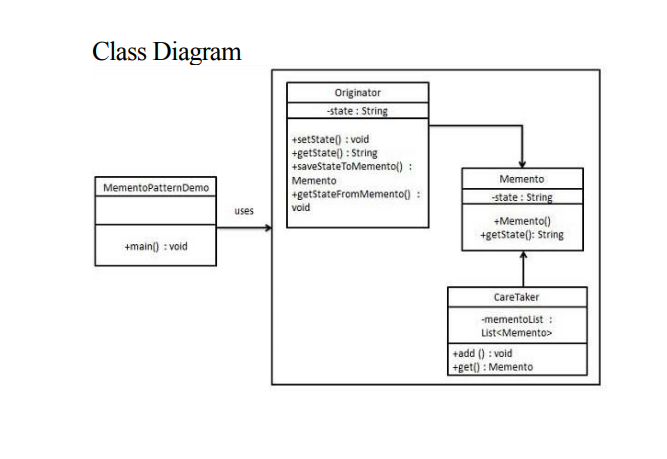 Class Diagram
Originator
-state : String
+setState() : void
+getState() : String
+saveStateToMemento() :
Memento
+getStateFromMemento() :
void
MementoPatternDemo
+main() : void
uses
Memento
-state : String
+Memento()
+getState(): String
CareTaker
-mementoList :
List<Memento>
+add () : void
+get() : Memento